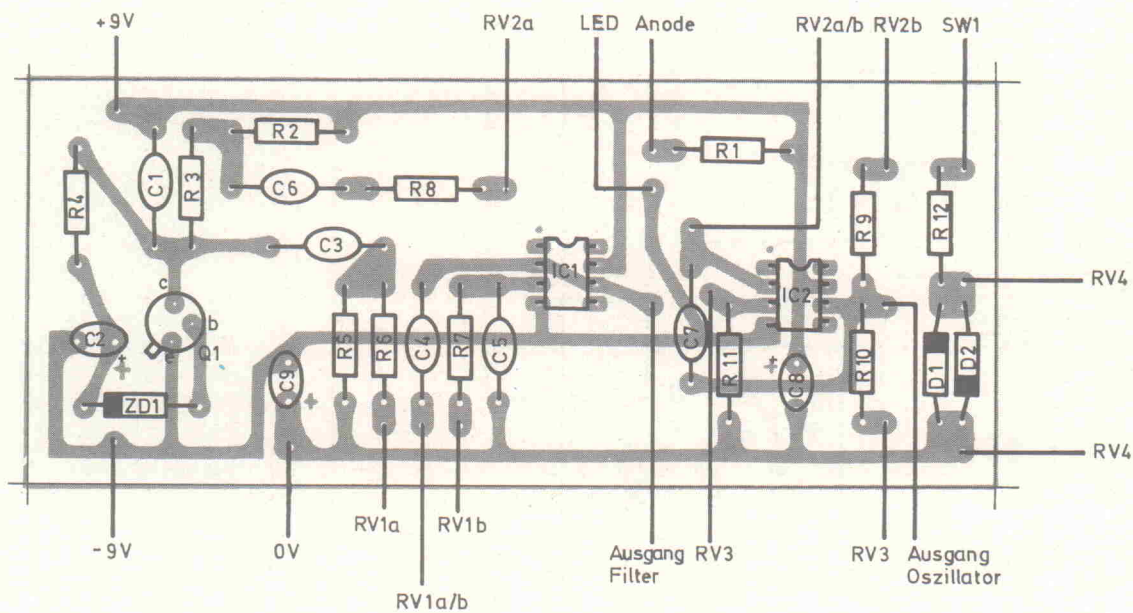 +9V
RV2a
LED
Anode
RV2a/b
RV2b
SW1
R2
R1
C1
R3
C6
R8
R4
R9
R12
C3
IC1
IC2
RV4
c
b
e
Q1
C2
+
R5
R6
C4
R7
C5
C7
R11
+
C8
R10
D1
D2
C9
+
ZD1
RV4
-9V
0V
RV1a
RV1b
RV1a/b
Ausgang
Filter
RV3
RV3
Ausgang
Oszillator